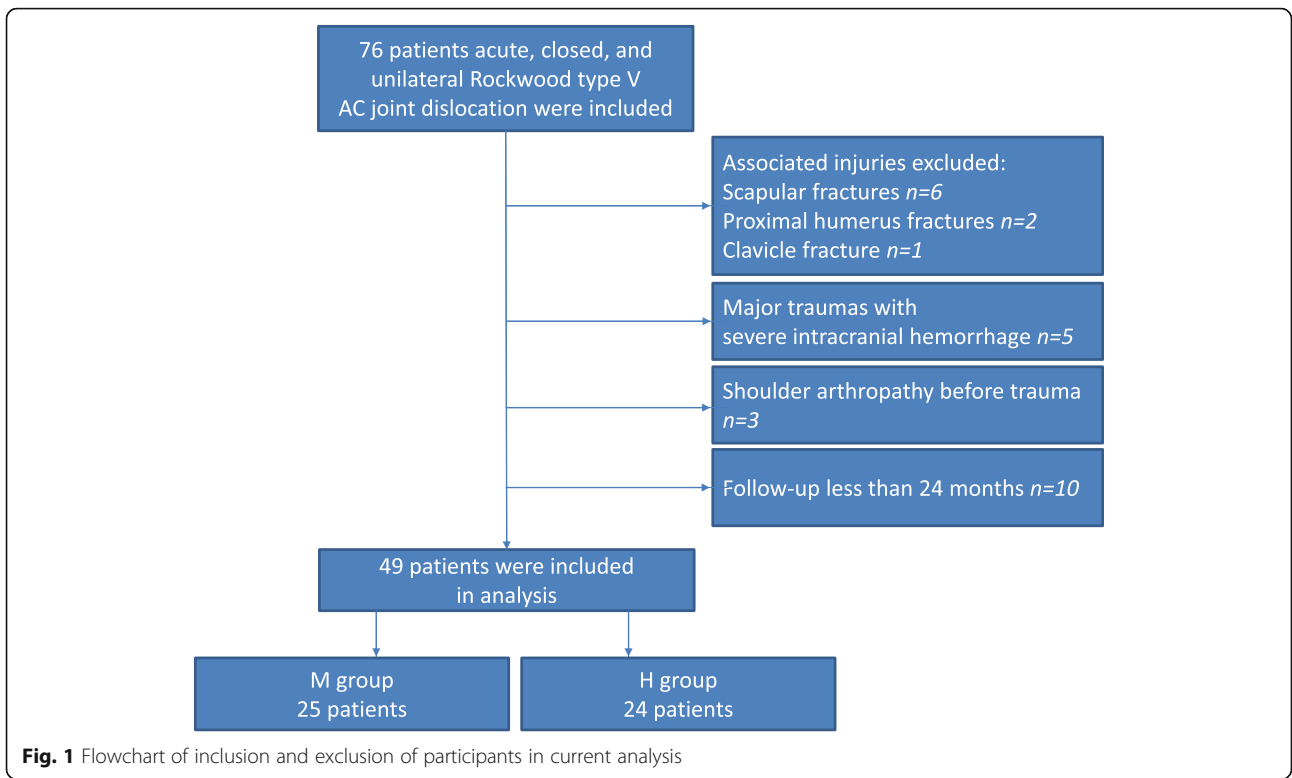 76 patients acute, closed, and
unilateral Rockwood type V
AC joint dislocation were included
Associated injuries excluded:
Scapular fractures n=6
Proximal humerus fractures n=2
Clavicle fracture n=1
Major traumas with
severe intracranial hemorrhage n=5
Shoulder arthropathy before trauma
n=3
Follow-up less than 24 months n=10
49 patients were included
in analysis
M group
25 patients
H group
24 patients
Fig. 1 Flowchart of inclusion and exclusion of participants in current analysis